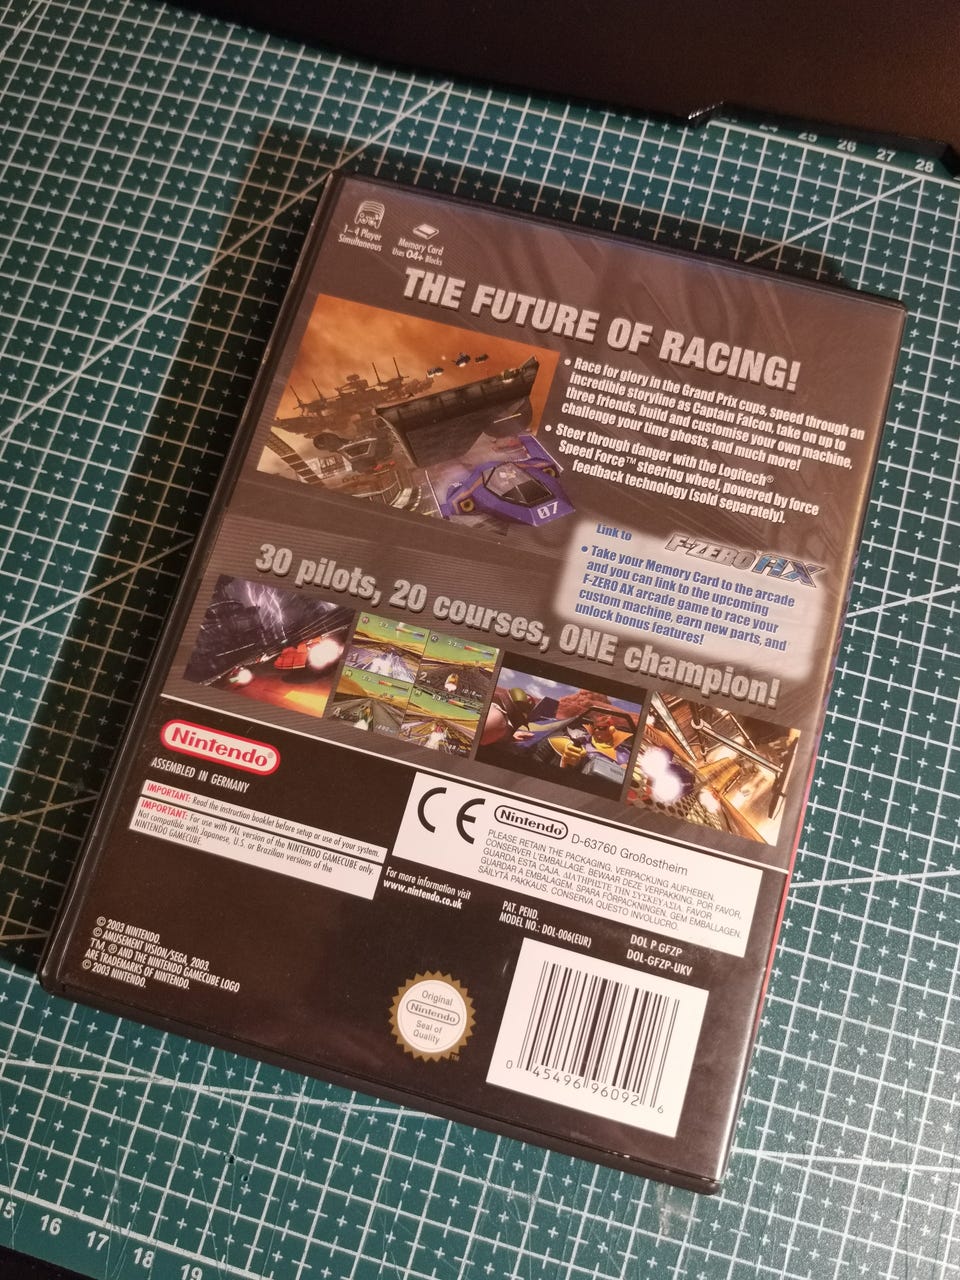 23 24 25 26 27 28
1-4 Player
Simultaneous
Memory Card
Uses 04+ Blocks
THE FUTURE OF RACING!
• Race for glory in the Grand Prix cups, speed through an
incredible storyline as Captain Falcon, take on up to
three friends, build and customise your own machine,
challenge your time ghosts, and much more!
• Steer through danger with the Logitech®
Speed Force™ steering wheel, powered by force
feedback technology (sold separately).
07
Link to
F-ZERO AX
• Take your Memory Card to the arcade
and you can link to the upcoming
F-ZERO AX arcade game to race your
custom machine, earn new parts, and
unlock bonus features!
30 pilots, 20 courses, ONE champion!
Nintendo
ASSEMBLED IN GERMANY
IMPORTANT: Read the instruction booklet before setup or use of your system.
IMPORTANT: For use with PAL version of the NINTENDO GAMECUBE only.
Not compatible with Japanese, U.S. or Brazilian versions of the
NINTENDO GAMECUBE.
CE
Nintendo D-63760 Großostheim
PLEASE RETAIN THE PACKAGING. VERPACKUNG AUFHEBEN.
CONSERVER L'EMBALLAGE. BEWAAR DEZE VERPAKKING. POR FAVOR,
GUARDA ESTÁ CAJA. ΔΙΑΤΗΡΗΣΤΕ ΤΗΝ ΣΥΣΚΕΥΑΣΙΑ. FAVOR
GUARDAR A EMBALAGEM. SPARA FÖRPACKNINGEN. GEM EMBALLAGEN.
SÄILYTÄ PAKKAUS. CONSERVA QUESTO INVOLUCRO.
For more information visit
www.nintendo.co.uk
PAT. PEND.
MODEL NO.: DOL-006(EUR)
DOL P GFZP
DOL-GFZP-UKV
© 2003 NINTENDO.
© AMUSEMENT VISION/SEGA, 2003.
TM, ® AND THE NINTENDO GAMECUBE LOGO
ARE TRADEMARKS OF NINTENDO.
© 2003 NINTENDO.
Original
Nintendo
Seal of
Quality
TM
0 45496 96092 6
15 16 17 18 19